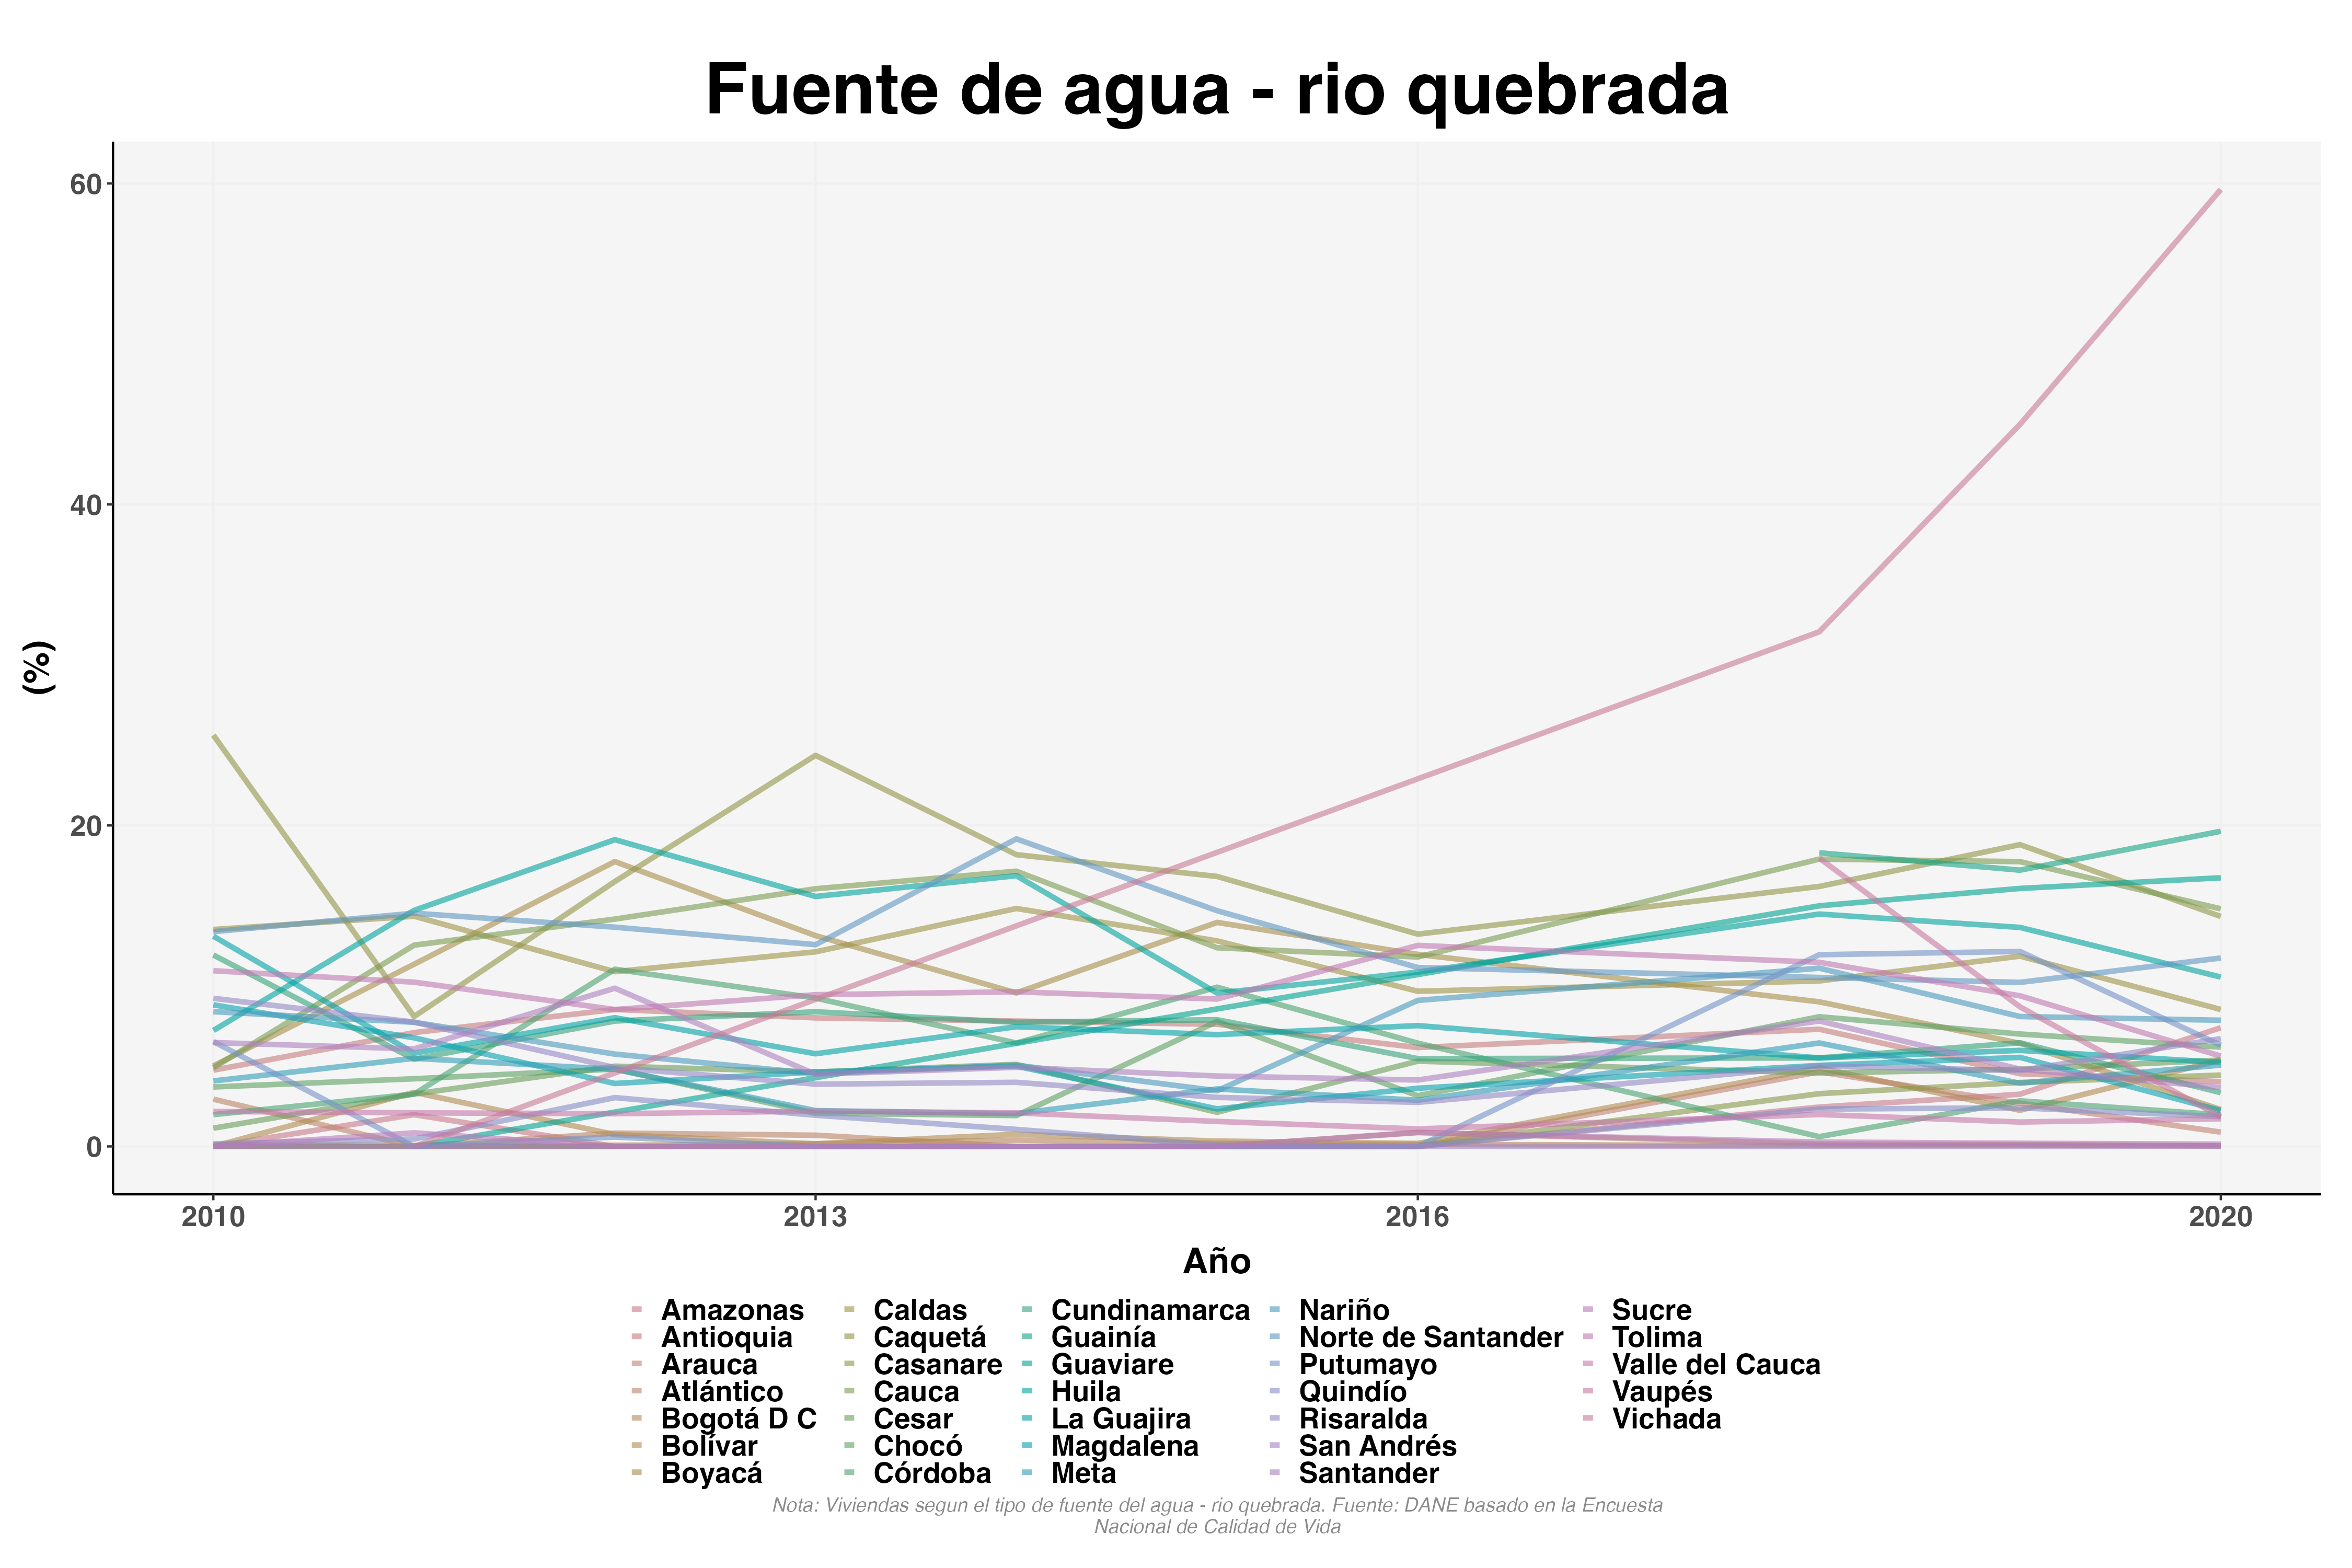 Fuente de agua - rio quebrada
(%)
60
40
20
0
2010 2013 2016 2020
Año
Amazonas Caldas Cundinamarca Nariño Sucre
Antioquia Caquetá Guainía Norte de Santander Tolima
Arauca Casanare Guaviare Putumayo Valle del Cauca
Atlántico Cauca Huila Quindío Vaupés
Bogotá D C Cesar La Guajira Risaralda Vichada
Bolívar Chocó Magdalena San Andrés
Boyacá Córdoba Meta Santander
Nota: Viviendas segun el tipo de fuente del agua - rio quebrada. Fuente: DANE basado en la Encuesta
Nacional de Calidad de Vida